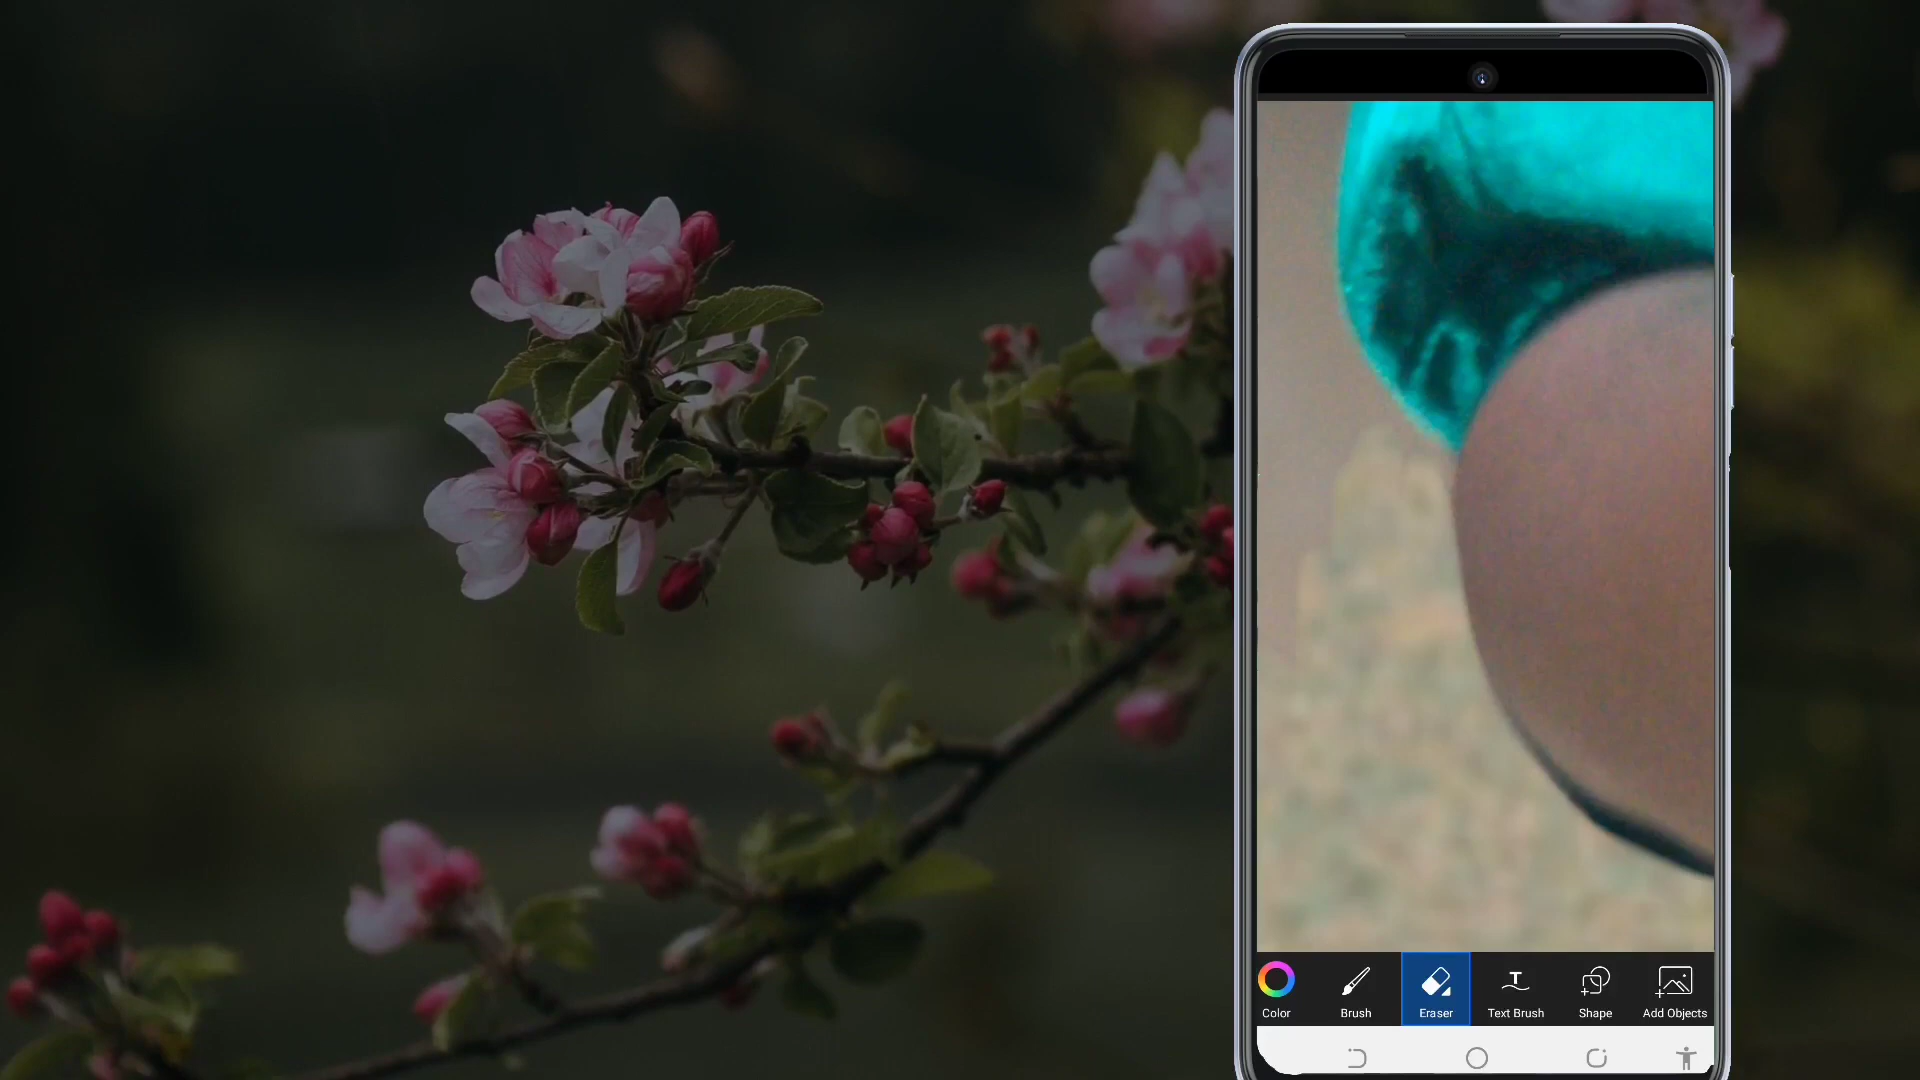 Color
Brush
Eraser
T
Text Brush
Shape
Add Objects